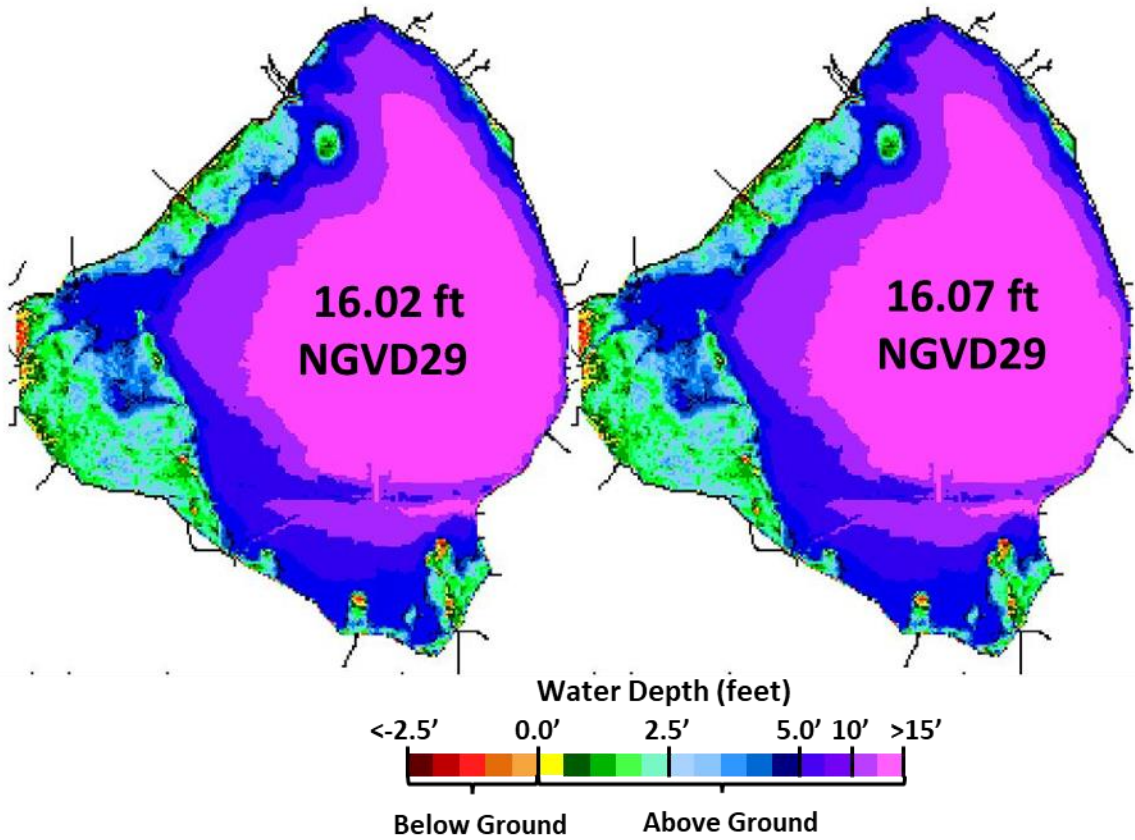 16.02 ft
NGVD29
16.07 ft
NGVD29
Water Depth (feet)
<-2.5’ 0.0’ 2.5’ 5.0’ 10’ >15’
Below Ground Above Ground